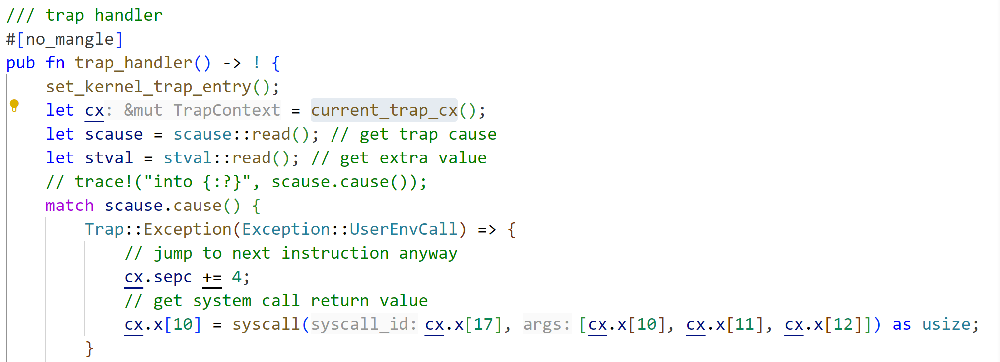 /// trap handler
#[no_mangle]
pub fn trap_handler() -> ! {
    set_kernel_trap_entry();
    let cx: &mut TrapContext = current_trap_cx();
    let scause = scause::read(); // get trap cause
    let stval = stval::read(); // get extra value
    // trace!("into {:?}", scause.cause());
    match scause.cause() {
        Trap::Exception(Exception::UserEnvCall) => {
            // jump to next instruction anyway
            cx.sepc += 4;
            // get system call return value
            cx.x[10] = syscall(syscall_id: cx.x[17], args: [cx.x[10], cx.x[11], cx.x[12]]) as usize;
        }